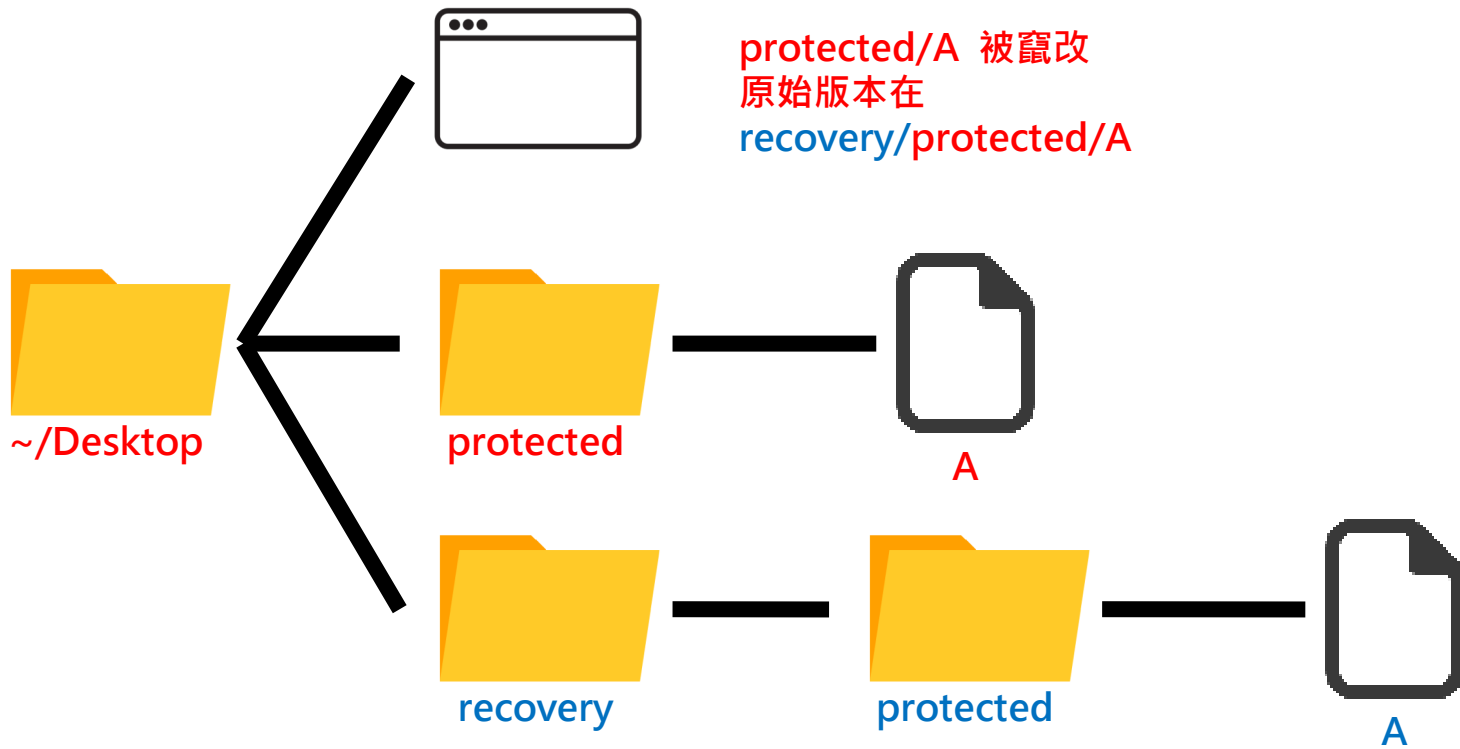 protected/A 被竄改
原始版本在
recovery/protected/A
~/Desktop
protected
A
recovery
protected
A